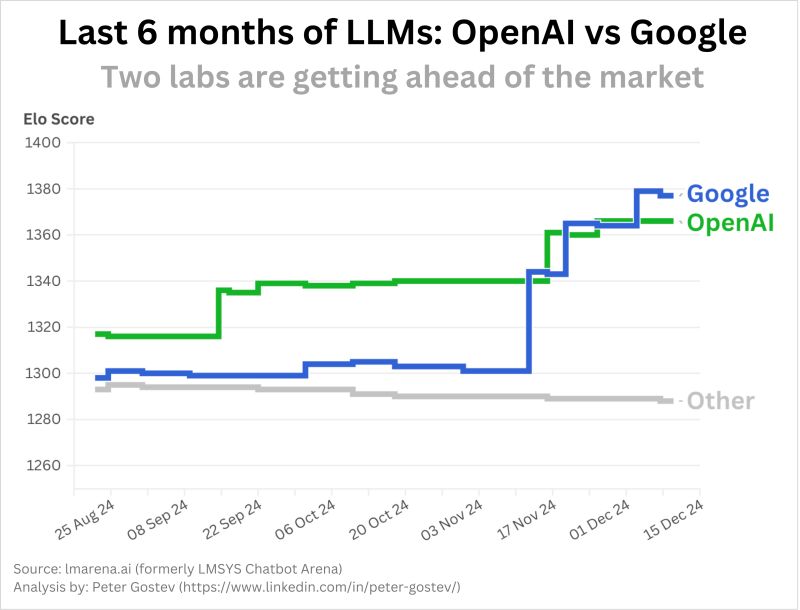 Last 6 months of LLMs: OpenAI vs Google
Two labs are getting ahead of the market
Elo Score
1400
1380
1360
1340
1320
1300
1280
1260
Google
OpenAI
Other
25 Aug 24
08 Sep 24
22 Sep 24
06 Oct 24
20 Oct 24
03 Nov 24
17 Nov 24
01 Dec 24
15 Dec 24
Source: lmarena.ai (formerly LMSYS Chatbot Arena)
Analysis by: Peter Gostev (https://www.linkedin.com/in/peter-gostev/)